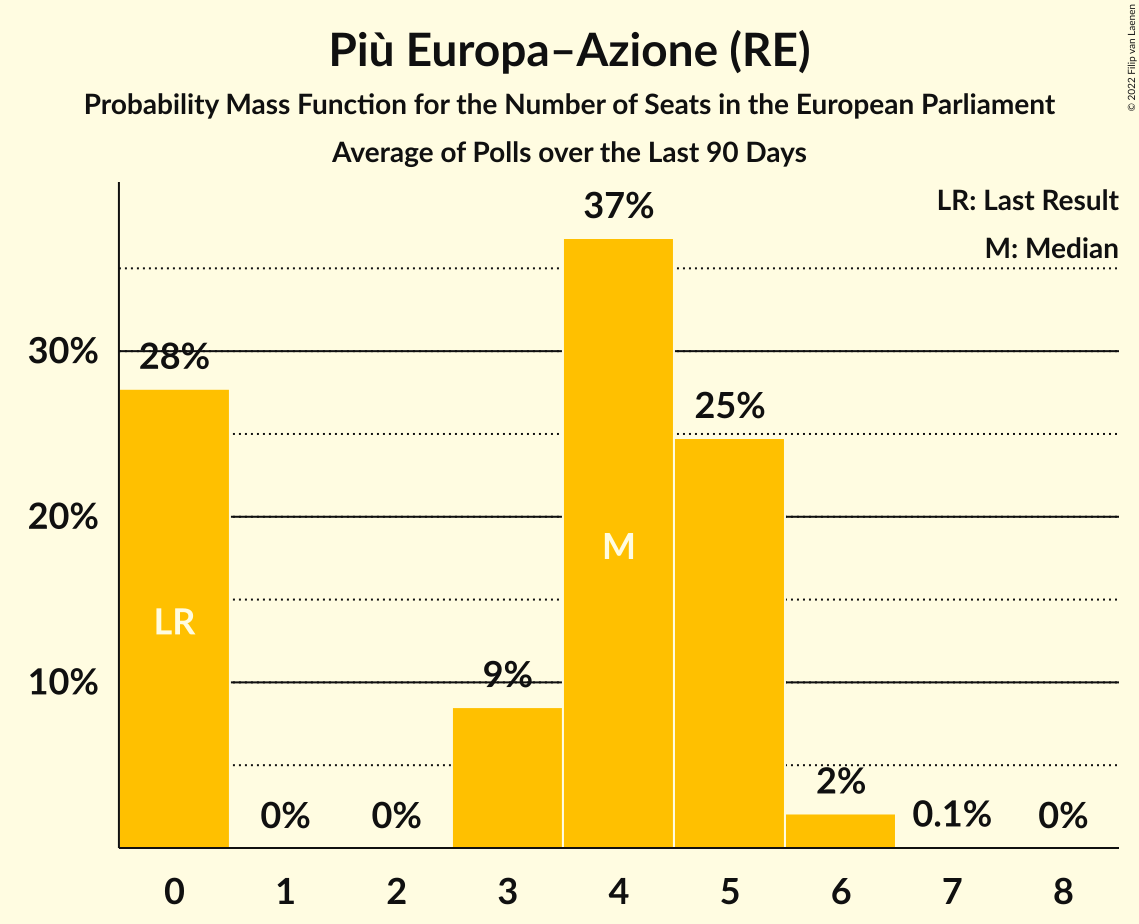 Più Europa–Azione (RE)
Probability Mass Function for the Number of Seats in the European Parliament
Average of Polls over the Last 90 Days
© 2022 Filip van Laenen
LR: Last Result
M: Median
30%
20%
10%
28%
0%
0%
9%
37%
25%
2%
0.1%
0%
LR
M
0 1 2 3 4 5 6 7 8